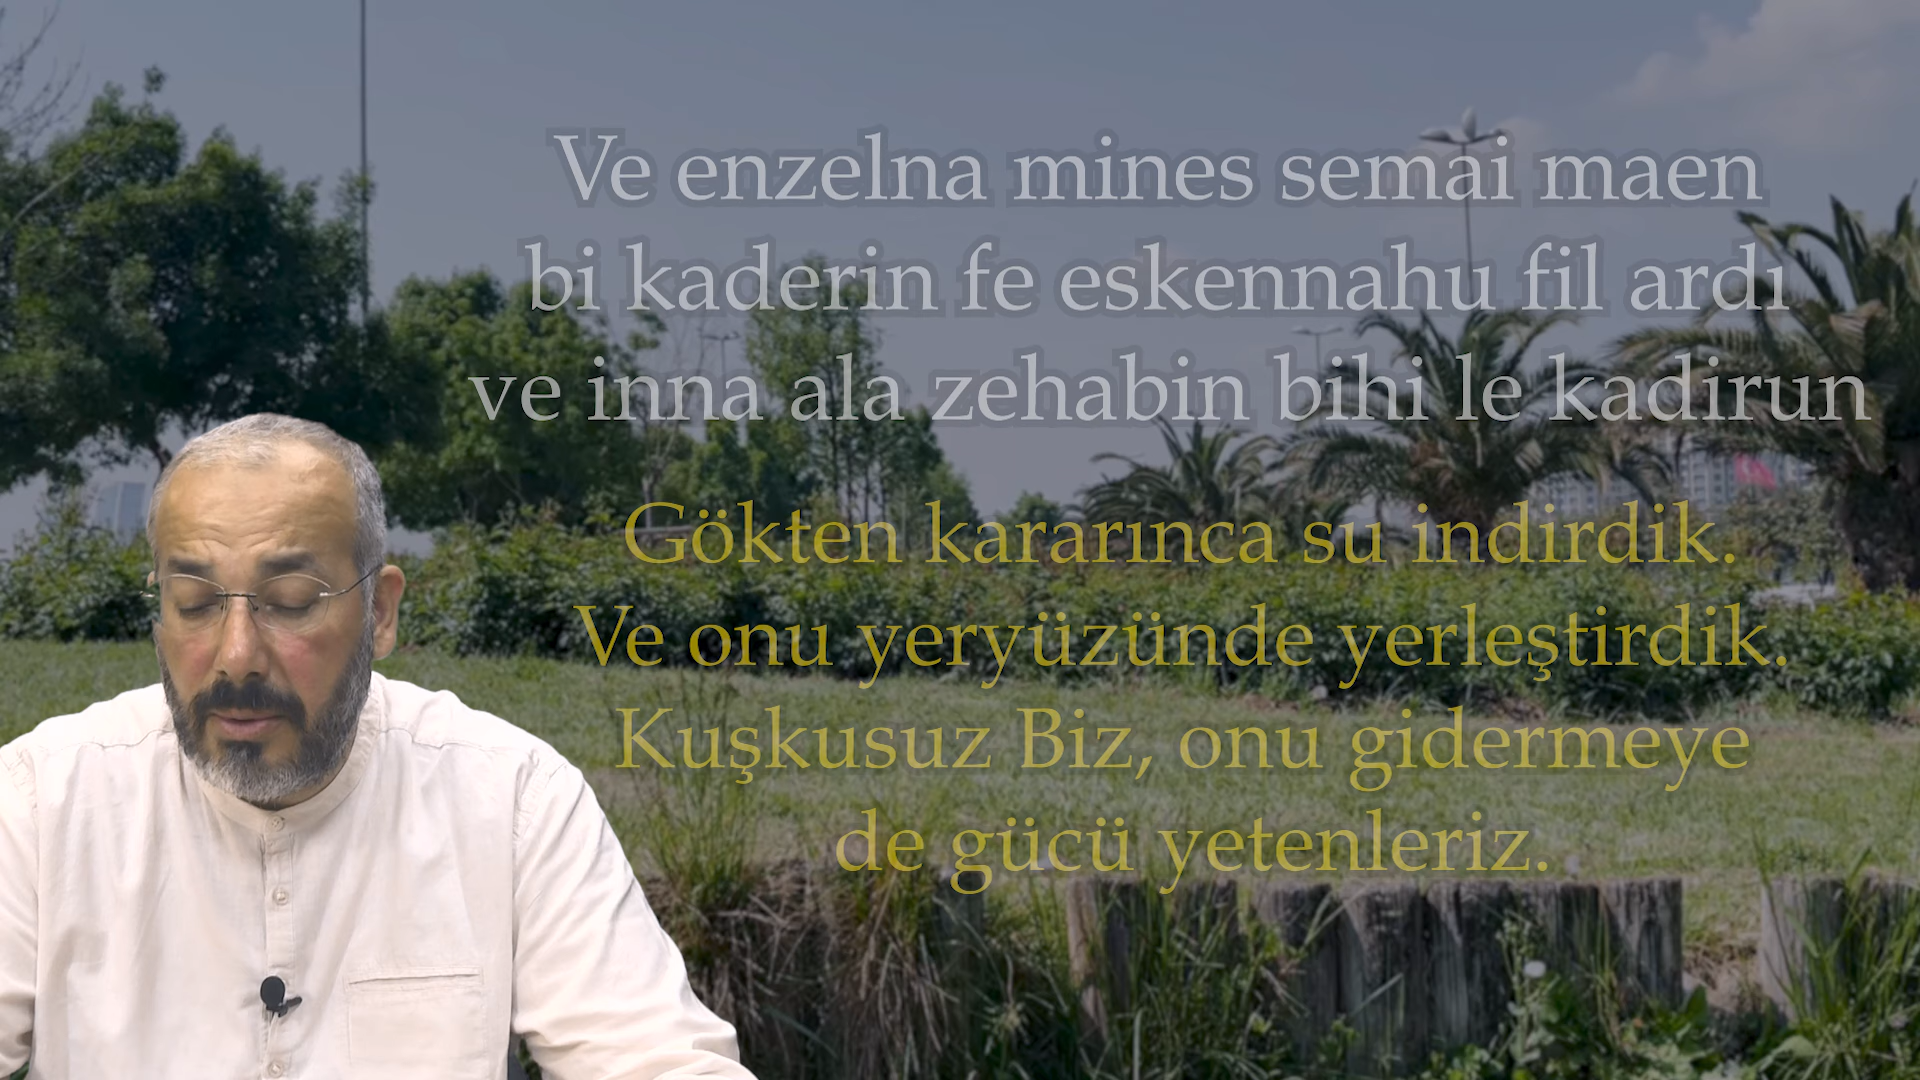 Ve enzelna mines semai maen
bi kaderin fe eskennahu fil ardı
ve inna ala zehabin bihi le kadirun
Gökten kararınca su indirdik.
Ve onu yeryüzünde yerleştirdik.
Kuşkusuz Biz, onu gidermeye
de gücü yetenleriz.